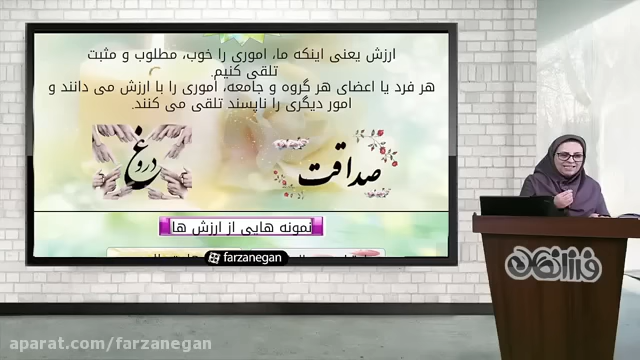 ارزش یعنی اینکه ما، اموری را خوب، مطلوب و مثبت
تلقی کنیم.
هر فرد یا اعضای هر گروه و جامعه، اموری را با ارزش می دانند و
امور دیگری را ناپسند تلقی می کنند.
صداقت
دروغ
نمونه هایی از ارزش ها
farzanegan
فرزانگان
aparat.com/farzanegan